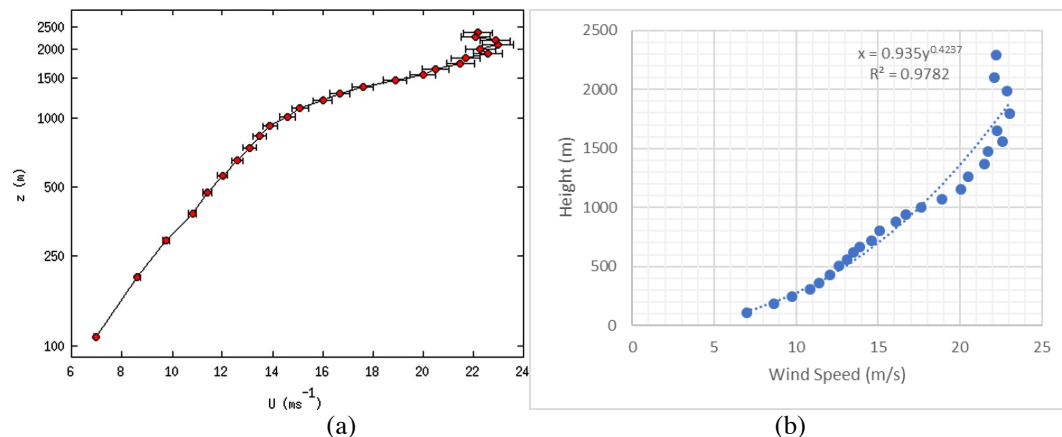 2500
2000
1500
1000
500
250
100
z (m)
6 8 10 12 14 16 18 20 22 24
U (ms⁻¹)
(a)
2500
2000
1500
1000
500
0
Height (m)
x = 0.935y^0.4237
R² = 0.9782
0 5 10 15 20 25
Wind Speed (m/s)
(b)